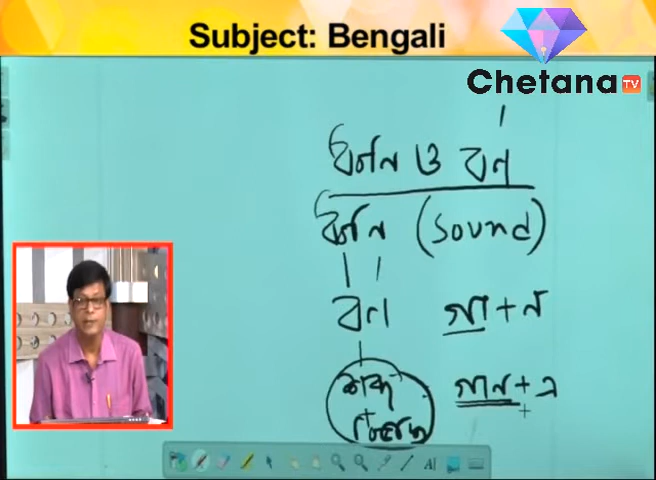 Subject: Bengali
Chetana TV
ধ্বনি ও বর্ণ
ধ্বনি (Sound)
বর্ণ গা + ন
শব্দ গান + এ
+